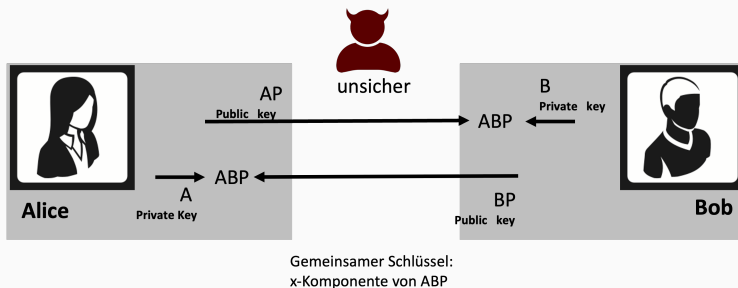 unsicher
AP
Public key
B
Private key
ABP
ABP
A
Private Key
BP
Public key
Alice
Bob
Gemeinsamer Schlüssel:
x-Komponente von ABP